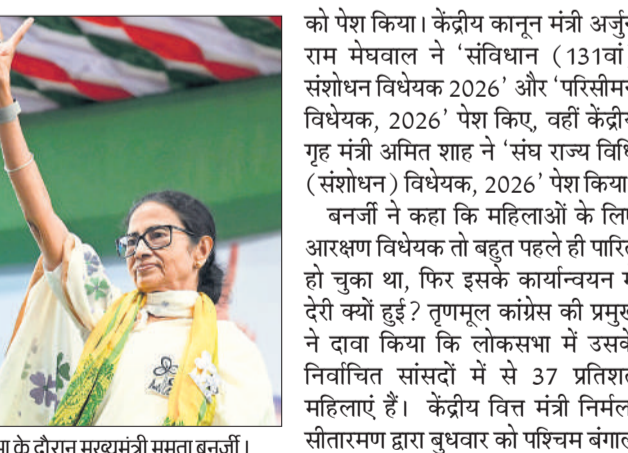 को पेश किया। केंद्रीय कानून मंत्री अर्जुन
राम मेघवाल ने ‘संविधान (131वां
संशोधन विधेयक 2026’ और ‘परिसीमन
विधेयक, 2026’ पेश किए, वहीं केंद्रीय
गृह मंत्री अमित शाह ने ‘संघ राज्य विधि
(संशोधन) विधेयक, 2026’ पेश किया
बनर्जी ने कहा कि महिलाओं के लिए
आरक्षण विधेयक तो बहुत पहले ही पारित
हो चुका था, फिर इसके कार्यान्वयन
देरी क्यों हुई? तृणमूल कांग्रेस की प्रमुख
ने दावा किया कि लोकसभा में उसके
निर्वाचित सांसदों में से 37 प्रतिशत
महिलाएं हैं। केंद्रीय वित्त मंत्री निर्मला
सीतारमण द्वारा बुधवार को पश्चिम बंगाल
के दौरान मुख्यमंत्री ममता बनर्जी।